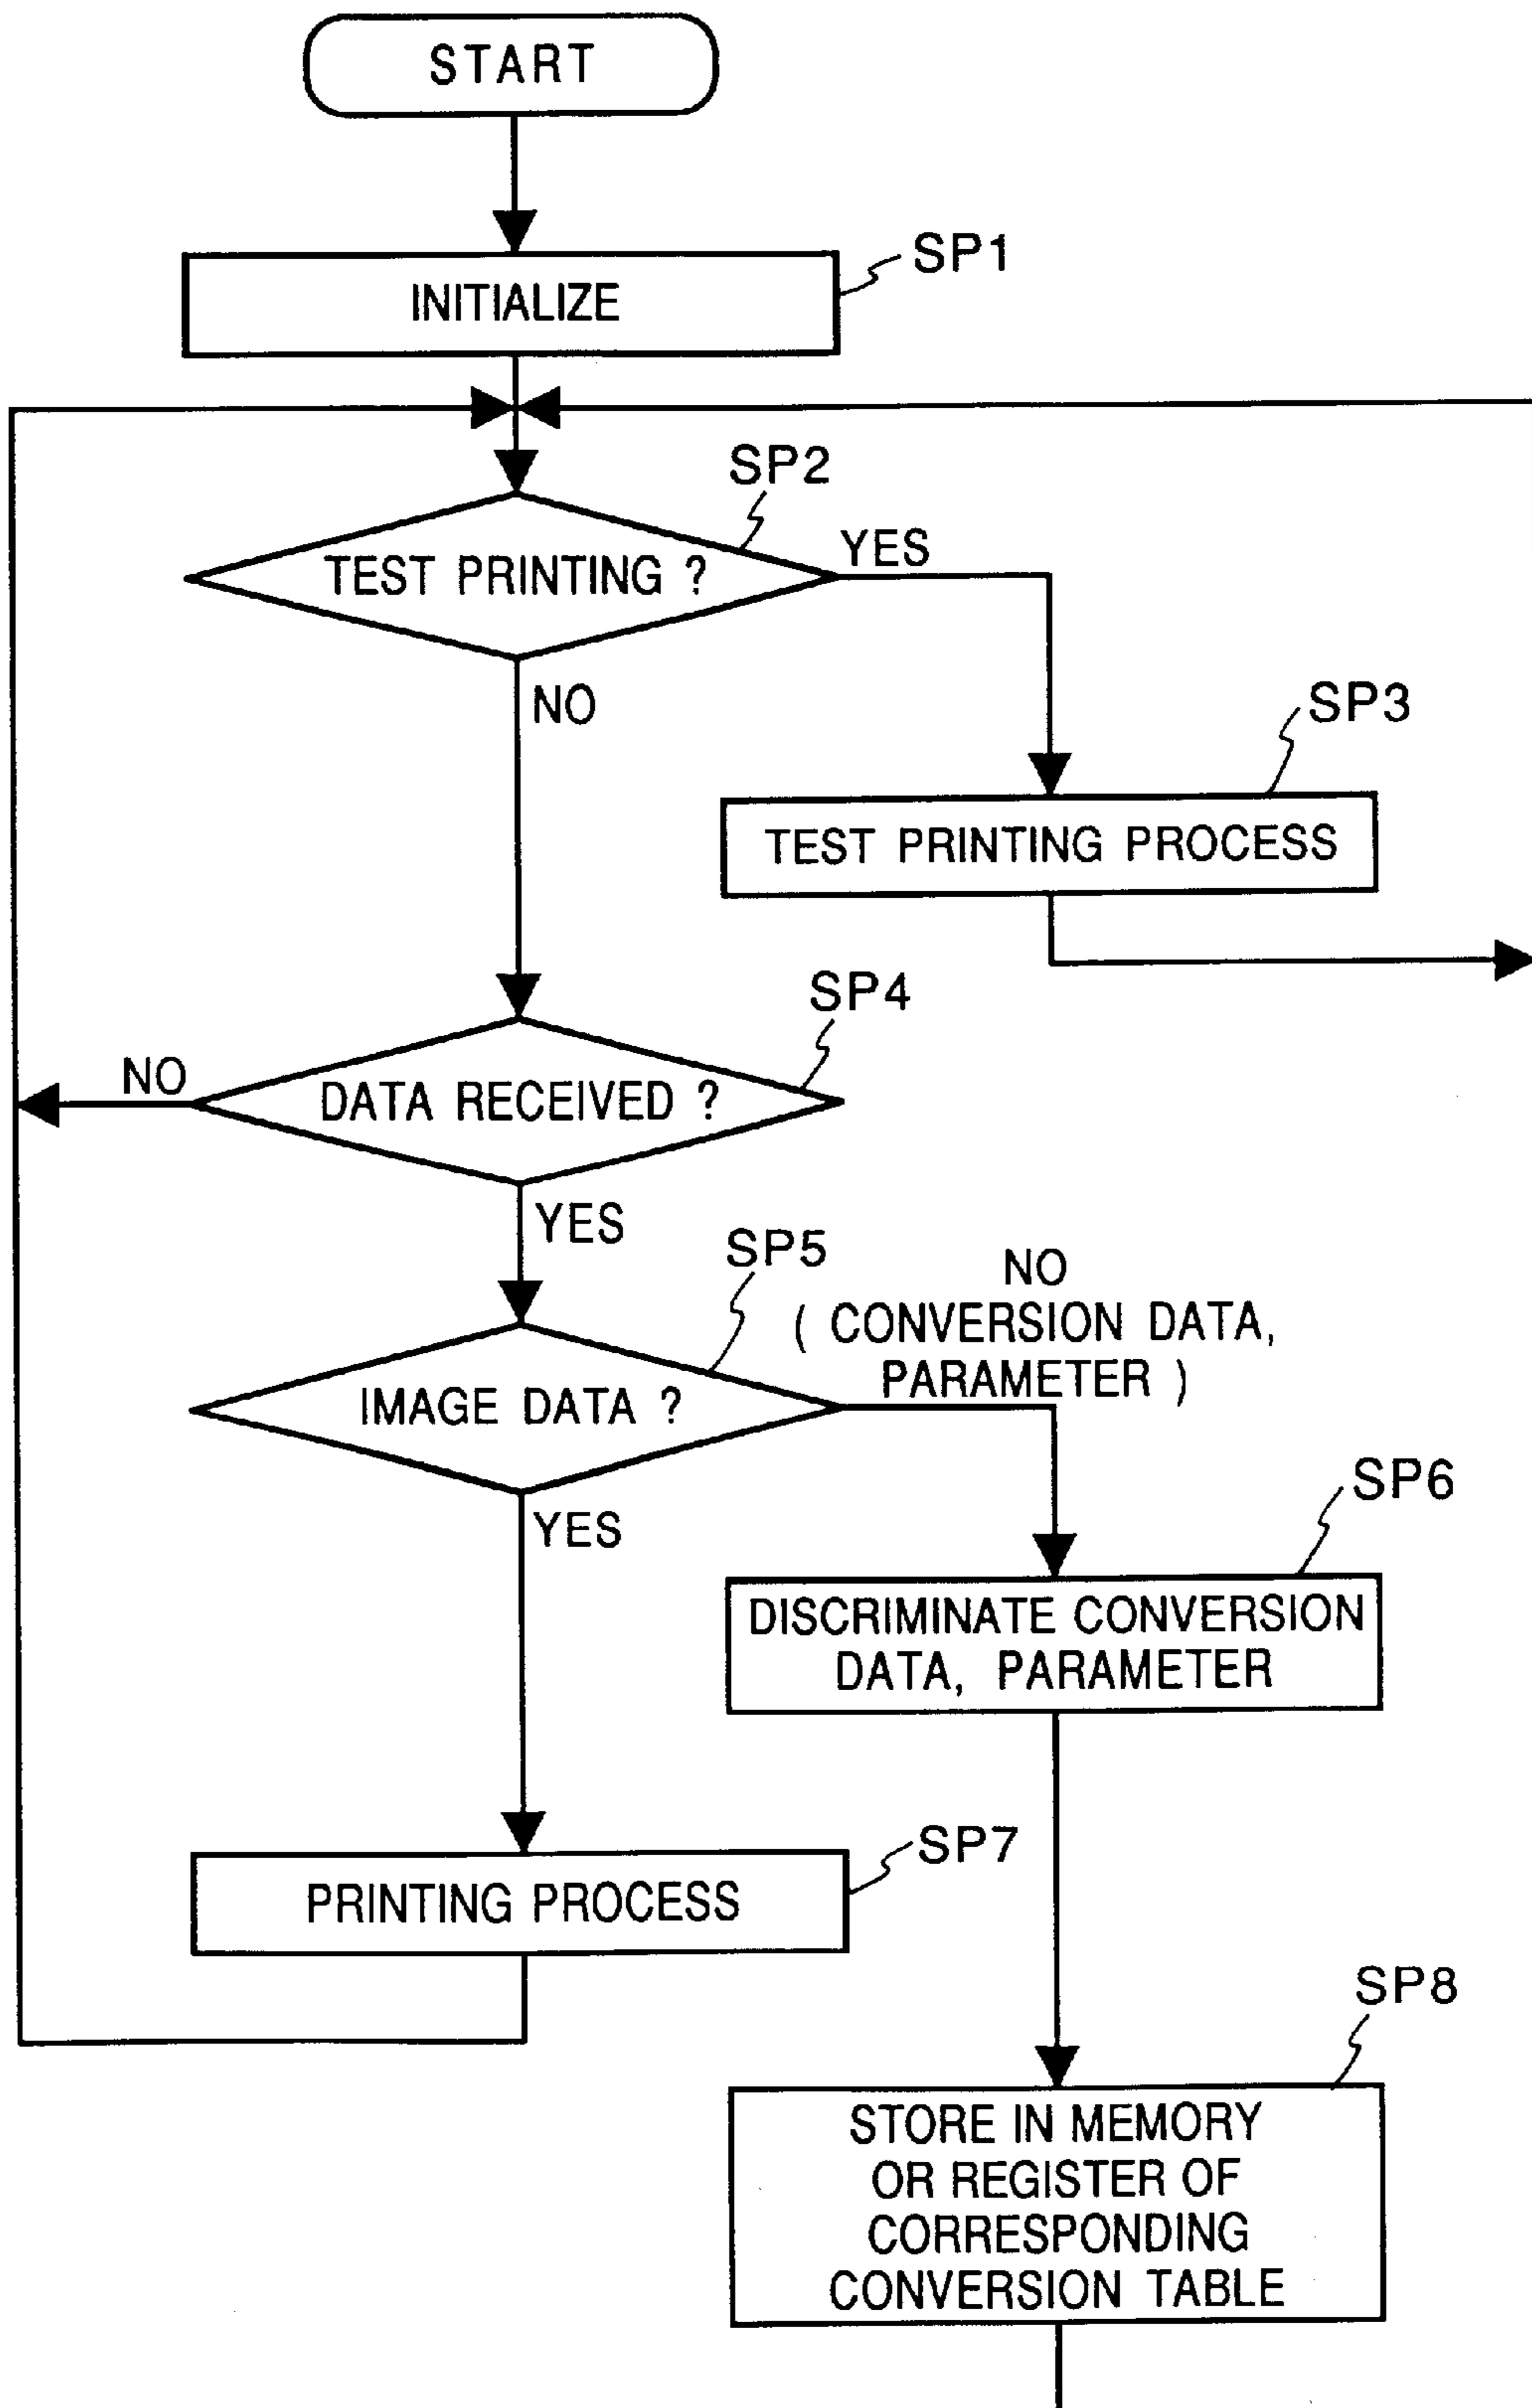 START
SP1
INITIALIZE
SP2
TEST PRINTING ?
YES
NO
SP3
TEST PRINTING PROCESS
SP4
NO
DATA RECEIVED ?
YES
SP5
NO
( CONVERSION DATA,
PARAMETER )
IMAGE DATA ?
YES
SP6
DISCRIMINATE CONVERSION
DATA, PARAMETER
SP7
PRINTING PROCESS
SP8
STORE IN MEMORY
OR REGISTER OF
CORRESPONDING
CONVERSION TABLE